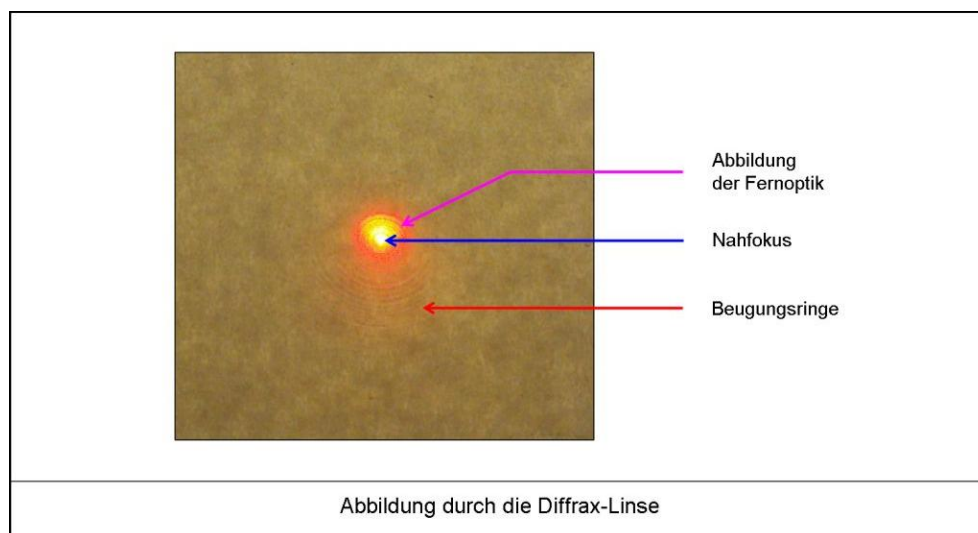 Abbildung
der Fernoptik
Nahfokus
Beugungsringe
Abbildung durch die Diffrax-Linse